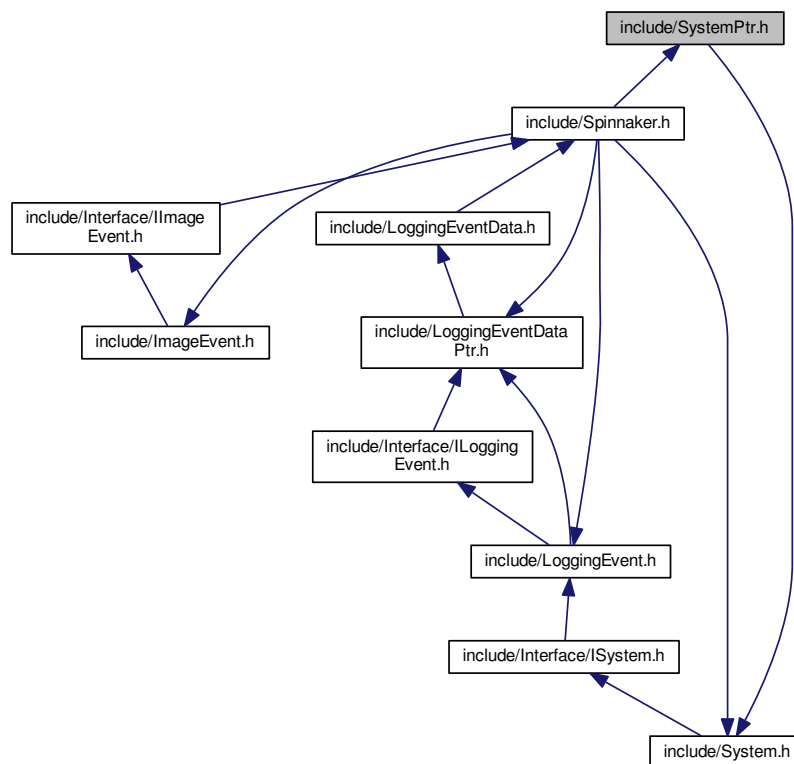 include/SystemPtr.h
include/Spinnaker.h
include/Interface/IImage
Event.h
include/LoggingEventData.h
include/ImageEvent.h
include/LoggingEventData
Ptr.h
include/Interface/ILogging
Event.h
include/LoggingEvent.h
include/Interface/ISystem.h
include/System.h